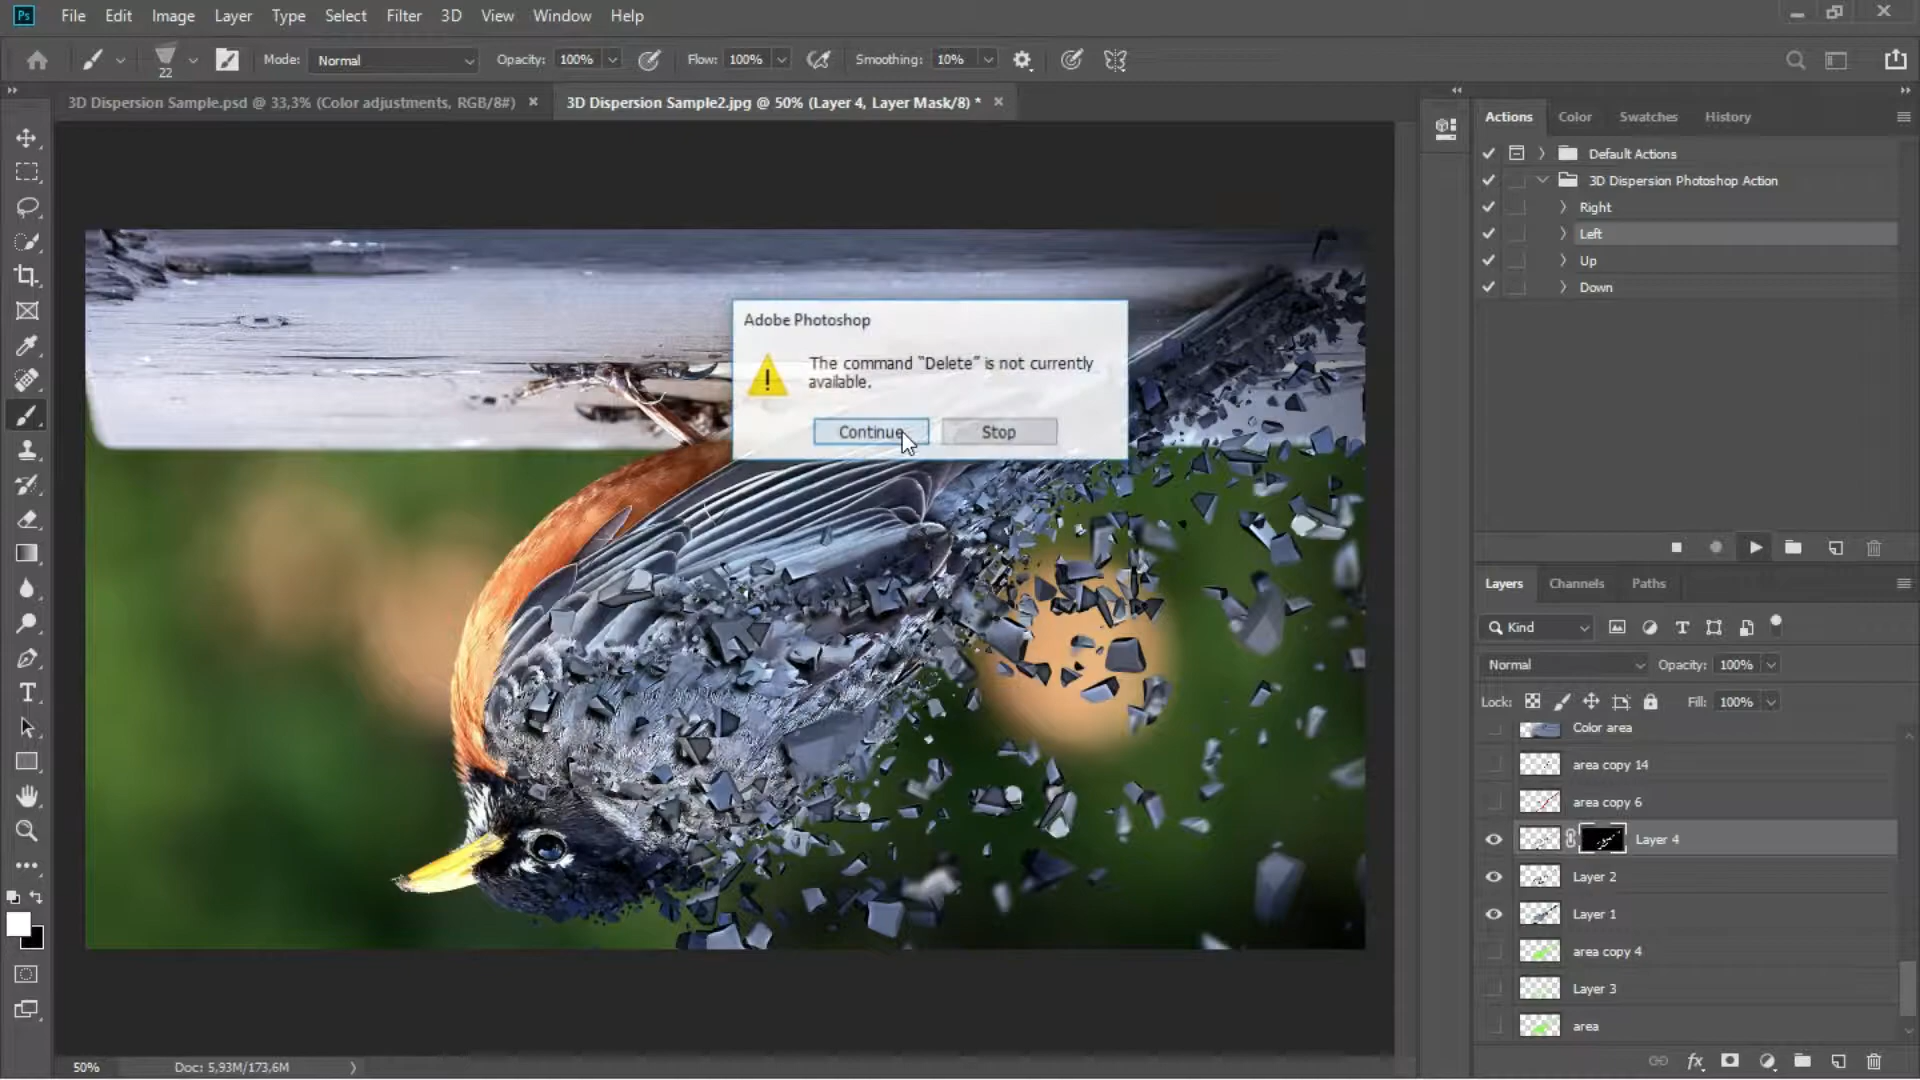 Ps File Edit Image Layer Type Select Filter 3D View Window Help
22 Mode: Normal Opacity: 100% Flow: 100% Smoothing: 10%
3D Dispersion Sample.psd @ 33,3% (Color adjustments, RGB/8#) 3D Dispersion Sample2.jpg @ 50% (Layer 4, Layer Mask/8) *
Actions Color Swatches History
Default Actions
3D Dispersion Photoshop Action
Right
Left
Up
Down
Adobe Photoshop
The command "Delete" is not currently
available.
Continue Stop
Layers Channels Paths
Kind
Normal Opacity: 100%
Lock: Fill: 100%
Color area
area copy 14
area copy 6
Layer 4
Layer 2
Layer 1
area copy 4
Layer 3
area
50% Doc: 5,93M/173,6M